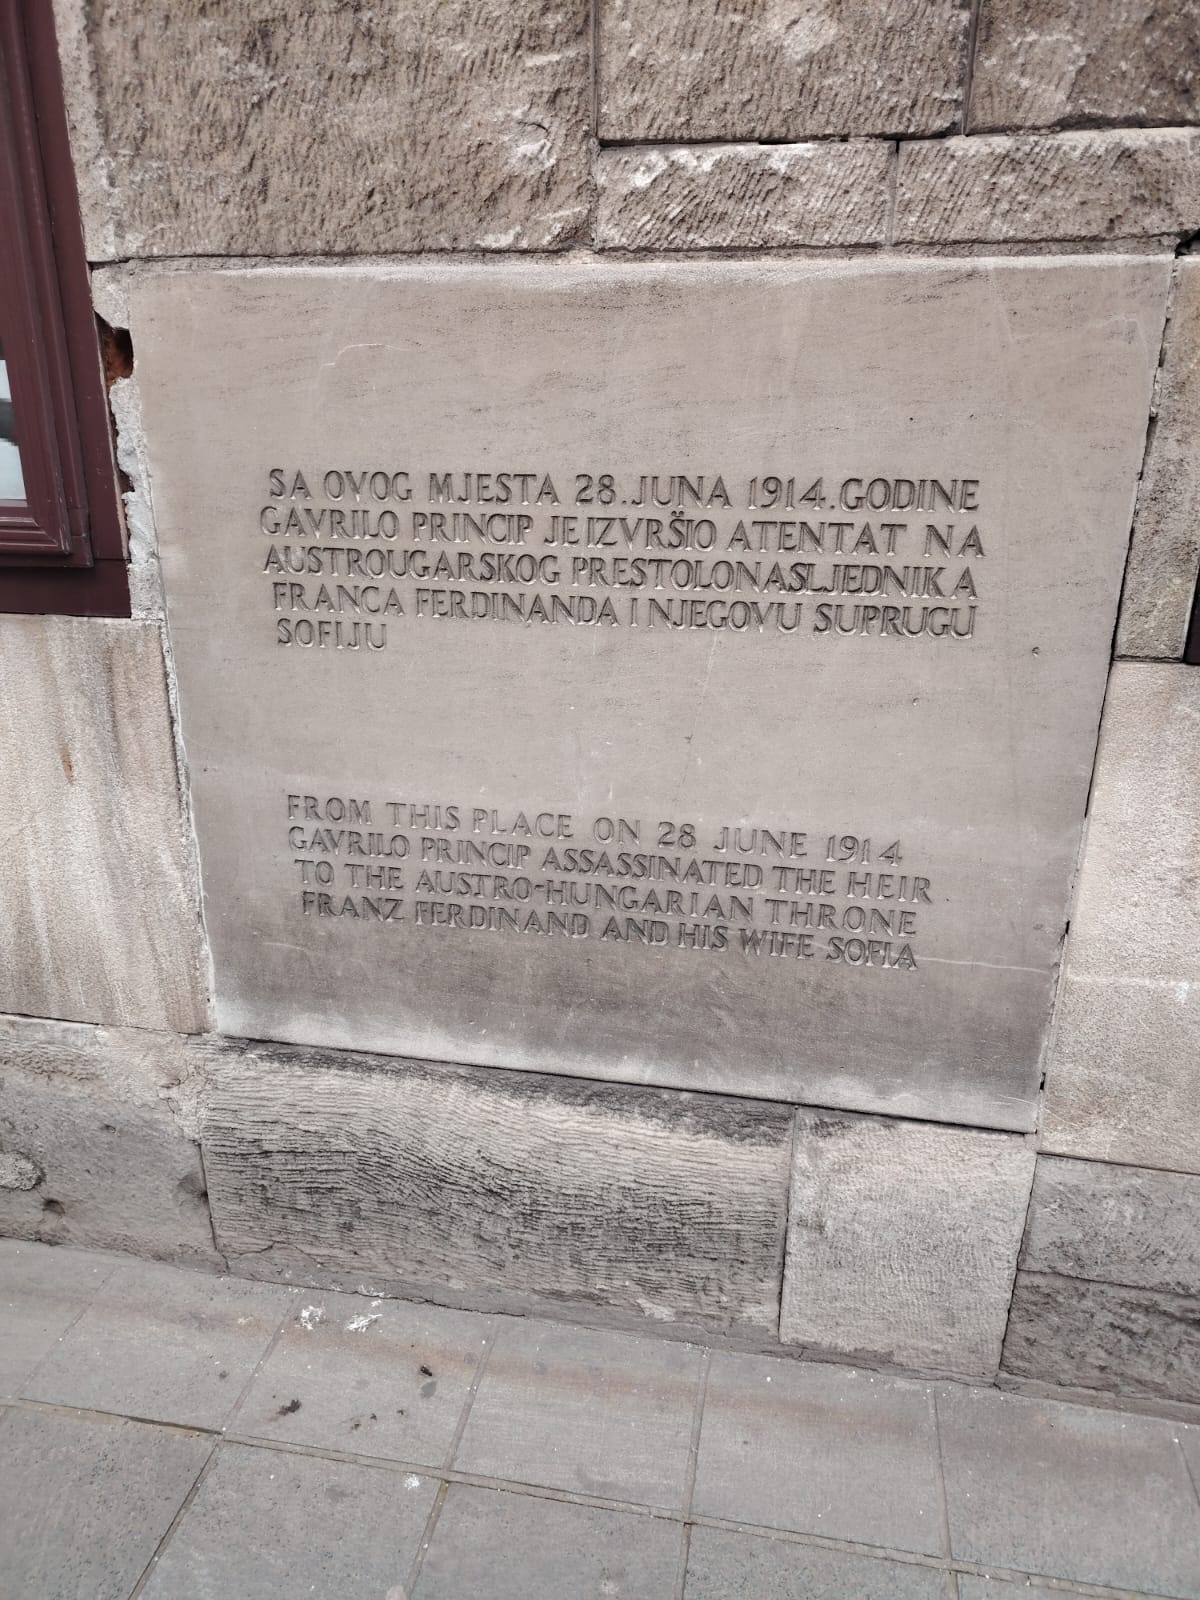 SA OVOG MJESTA 28. JUNA 1914. GODINE
GAVRILO PRINCIP JE IZVRŠIO ATENTAT NA
AUSTROUGARSKOG PRESTOLONASLJEDNIKA
FRANCA FERDINANDA I NJEGOVU SUPRUGU
SOFIJU
FROM THIS PLACE ON 28 JUNE 1914
GAVRILO PRINCIP ASSASSINATED THE HEIR
TO THE AUSTRO-HUNGARIAN THRONE
FRANZ FERDINAND AND HIS WIFE SOFIA